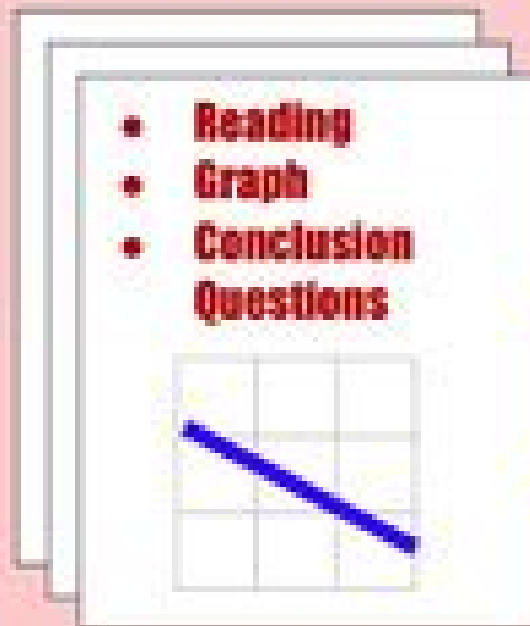 • Reading
• Graph
• Conclusion
Questions